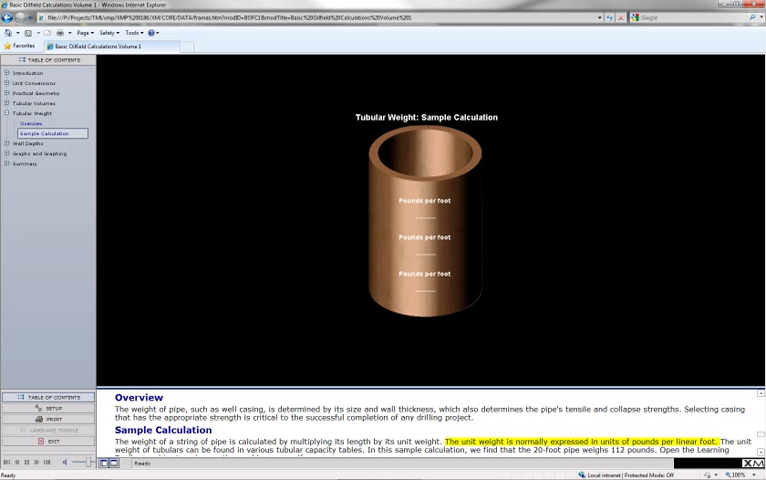 Basic Oilfield Calculations Volume 1 - Windows Internet Explorer
Google
Favorites
Basic Oilfield Calculations Volume 1
Page
Safety
Tools
TABLE OF CONTENTS
Introduction
Unit Conversions
Practical Geometry
Tubular Volumes
Tubular Weight
Overview
Sample Calculation
Well Depths
Graphs and Graphing
Summary
Tubular Weight: Sample Calculation
Pounds per foot
Pounds per foot
Pounds per foot
TABLE OF CONTENTS
SETUP
PRINT
LANGUAGE TOGGLE
EXIT
Overview
The weight of pipe, such as well casing, is determined by its size and wall thickness, which also determines the pipe's tensile and collapse strengths. Selecting casing
that has the appropriate strength is critical to the successful completion of any drilling project.
Sample Calculation
The weight of a string of pipe is calculated by multiplying its length by its unit weight. The unit weight is normally expressed in units of pounds per linear foot. The unit
weight of tubulars can be found in various tubular capacity tables. In this sample calculation, we find that the 20-foot pipe weighs 112 pounds. Open the Learning
Ready
XM
Ready
Local intranet | Protected Mode: Off
100%